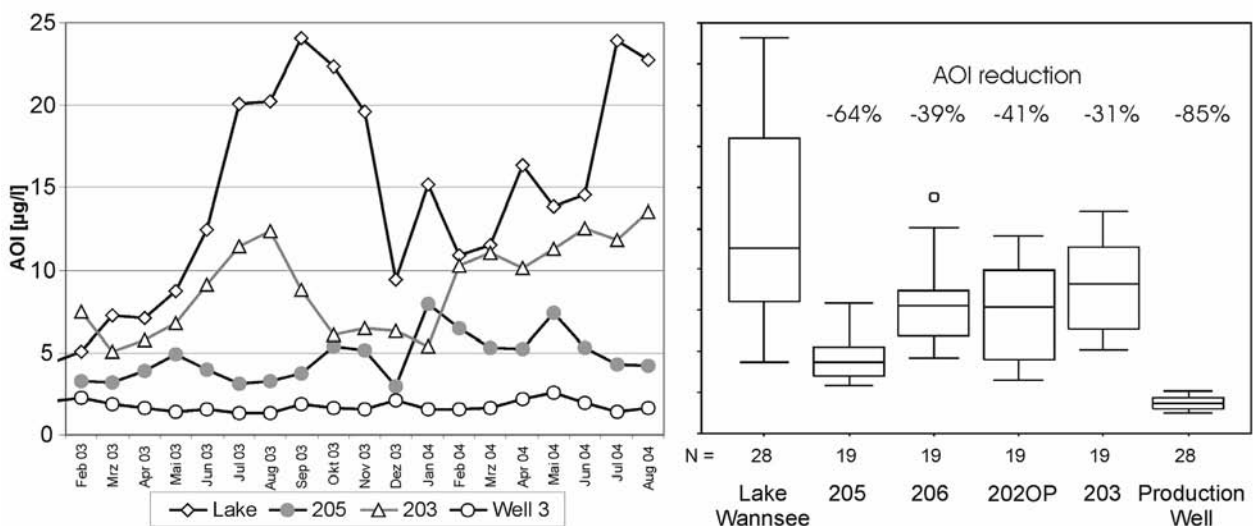 25
20
15
10
5
0
AOI [µg/l]
Feb 03
Mrz 03
Apr 03
Mai 03
Jun 03
Jul 03
Aug 03
Sep 03
Okt 03
Nov 03
Dez 03
Jan 04
Feb 04
Mrz 04
Apr 04
Mai 04
Jun 04
Jul 04
Aug 04
Lake 205 203 Well 3
AOI reduction
-64% -39% -41% -31% -85%
N = 28 19 19 19 19 28
Lake Wannsee 205 206 202OP 203 Production Well